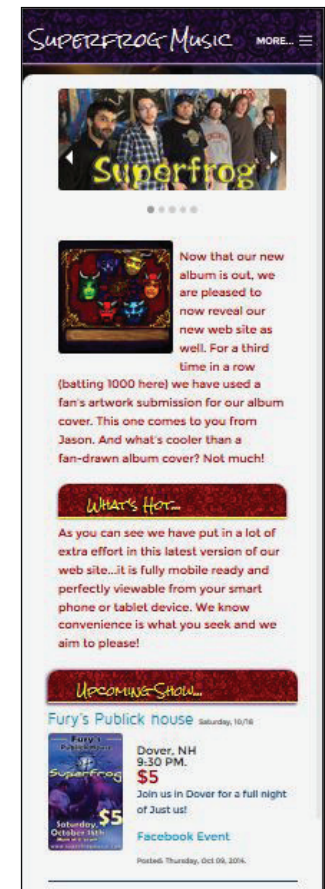 Superfrog Music
MORE...
Superfrog
Now that our new
album is out, we
are pleased to
now reveal our
new web site as
well. For a third
time in a row
(batting 1000 here) we have used a
fan's artwork submission for our album
cover. This one comes to you from
Jason. And what's cooler than a
fan-drawn album cover? Not much!
What's Hot...
As you can see we have put in a lot of
extra effort in this latest version of our
web site...it is fully mobile ready and
perfectly viewable from your smart
phone or tablet device. We know
convenience is what you seek and we
aim to please!
Upcoming Show...
Fury's Publick house Saturday, 10/18
Fury's
Publick House
Superfrog
Saturday,
October 18th
$5
www.superfrogmusic.com
Dover, NH
9:30 PM.
$5
Join us in Dover for a full night
of Just us!
Facebook Event
Posted: Thursday, Oct 09, 2014.